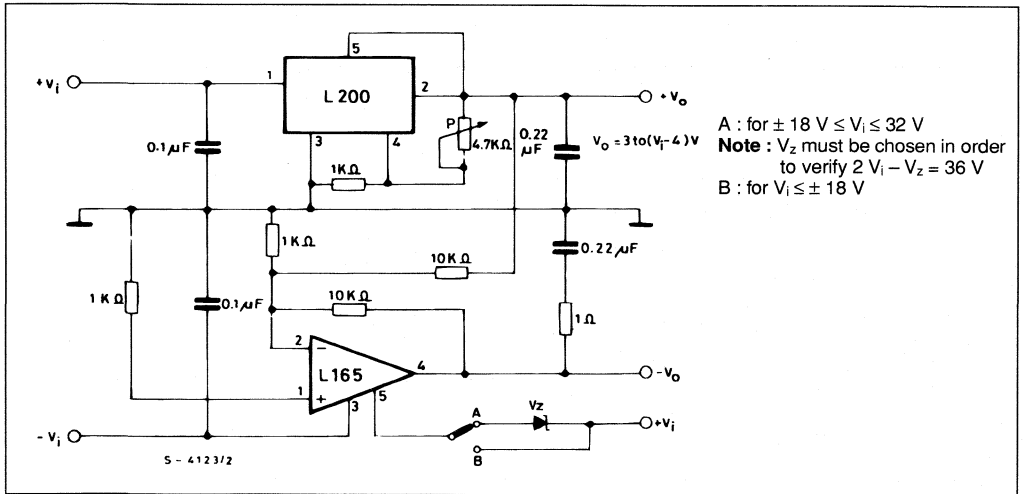 5
+Vi
1
L 200
2
+Vo
3
4
P
4.7KΩ
0.22
μF
Vo = 3 to(Vi-4)V
0.1μF
1KΩ
A : for ± 18 V ≤ Vi ≤ 32 V
Note : Vz must be chosen in order
to verify 2 Vi – Vz = 36 V
B : for Vi ≤ ± 18 V
1KΩ
10KΩ
0.22μF
1KΩ
0.1μF
10KΩ
1Ω
2
−
L165
4
-Vo
1
+
3
5
A
Vz
+Vi
-Vi
B
S - 4123/2